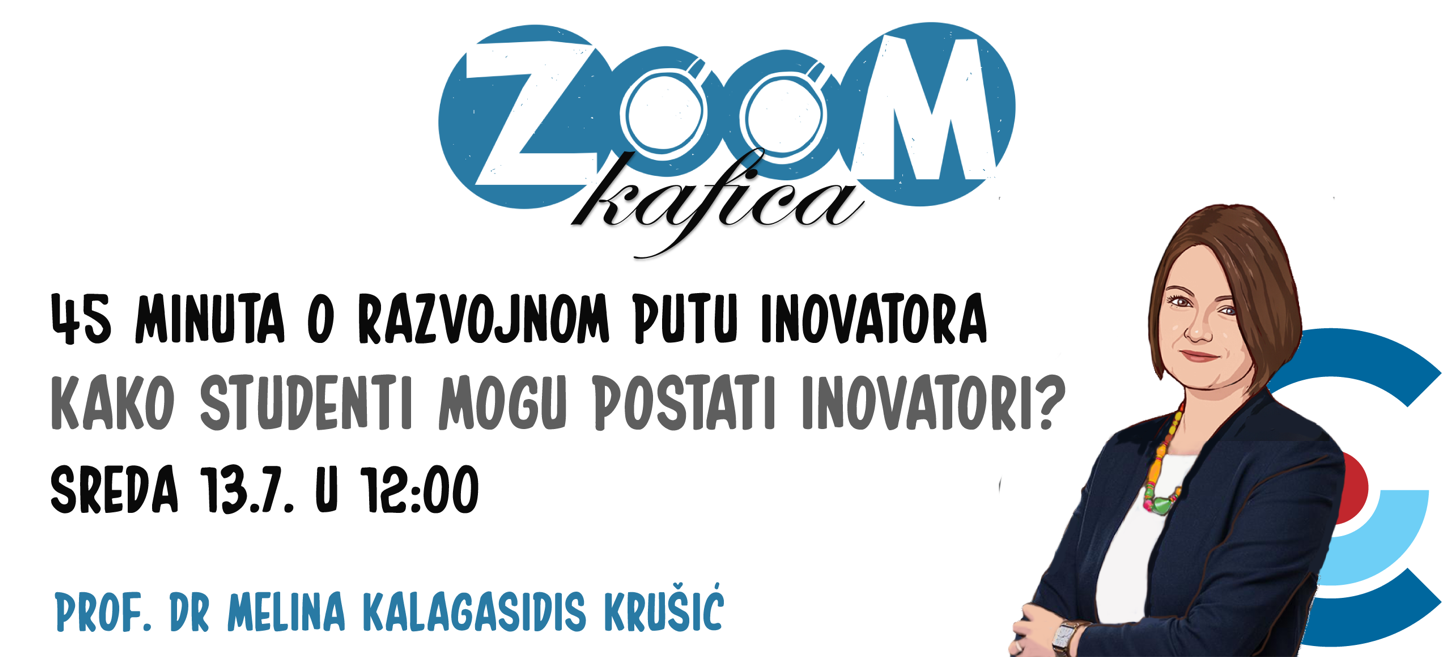 ZOOM
kafica
45 MINUTA O RAZVOJNOM PUTU INOVATORA
KAKO STUDENTI MOGU POSTATI INOVATORI?
SREDA 13.7. U 12:00
PROF. DR MELINA KALAGASIDIS KRUŠIĆ